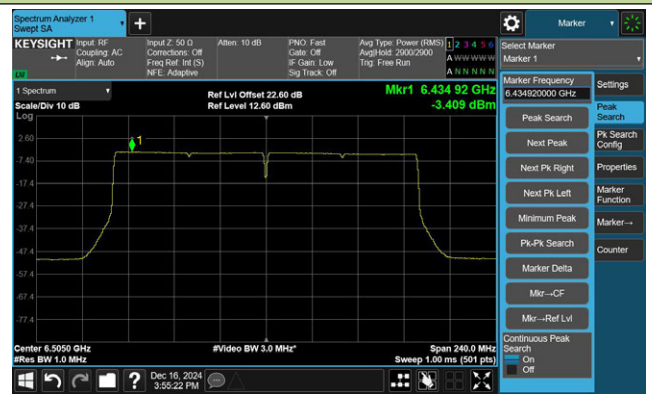 Spectrum Analyzer 1
Swept SA
+
Marker
KEYSIGHT
Input: RF
Coupling: AC
Align: Auto
Input Z: 50 Ω
Corrections: Off
Freq Ref: Int (S)
NFE: Adaptive
Atten: 10 dB
PNO: Fast
Gate: Off
IF Gain: Low
Sig Track: Off
Avg Type: Power (RMS)
Avg|Hold: 2900/2900
Trig: Free Run
1 2 3 4 5 6
A W W W W W
A N N N N N
LW
Select Marker
Marker 1
1 Spectrum
Scale/Div 10 dB
Log
Ref Lvl Offset 22.60 dB
Ref Level 12.60 dBm
Mkr1 6.434 92 GHz
-3.409 dBm
1
2.60
-7.40
-17.4
-27.4
-37.4
-47.4
-57.4
-67.4
-77.4
Center 6.5050 GHz
#Res BW 1.0 MHz
#Video BW 3.0 MHz*
Span 240.0 MHz
Sweep 1.00 ms (501 pts)
Marker Frequency
6.434920000 GHz
Peak Search
Next Peak
Next Pk Right
Next Pk Left
Minimum Peak
Pk-Pk Search
Marker Delta
Mkr→CF
Mkr→Ref Lvl
Continuous Peak
Search
On
Off
Settings
Peak
Search
Pk Search
Config
Properties
Marker
Function
Marker→
Counter
?
Dec 16, 2024
3:55:22 PM